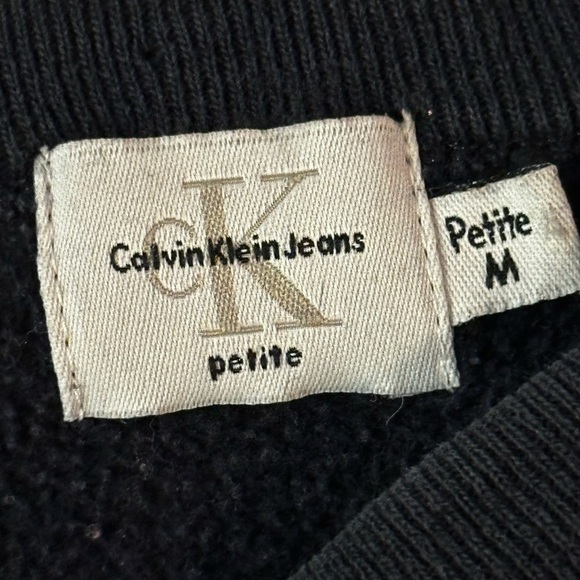 CK
Calvin Klein Jeans
petite
Petite
M